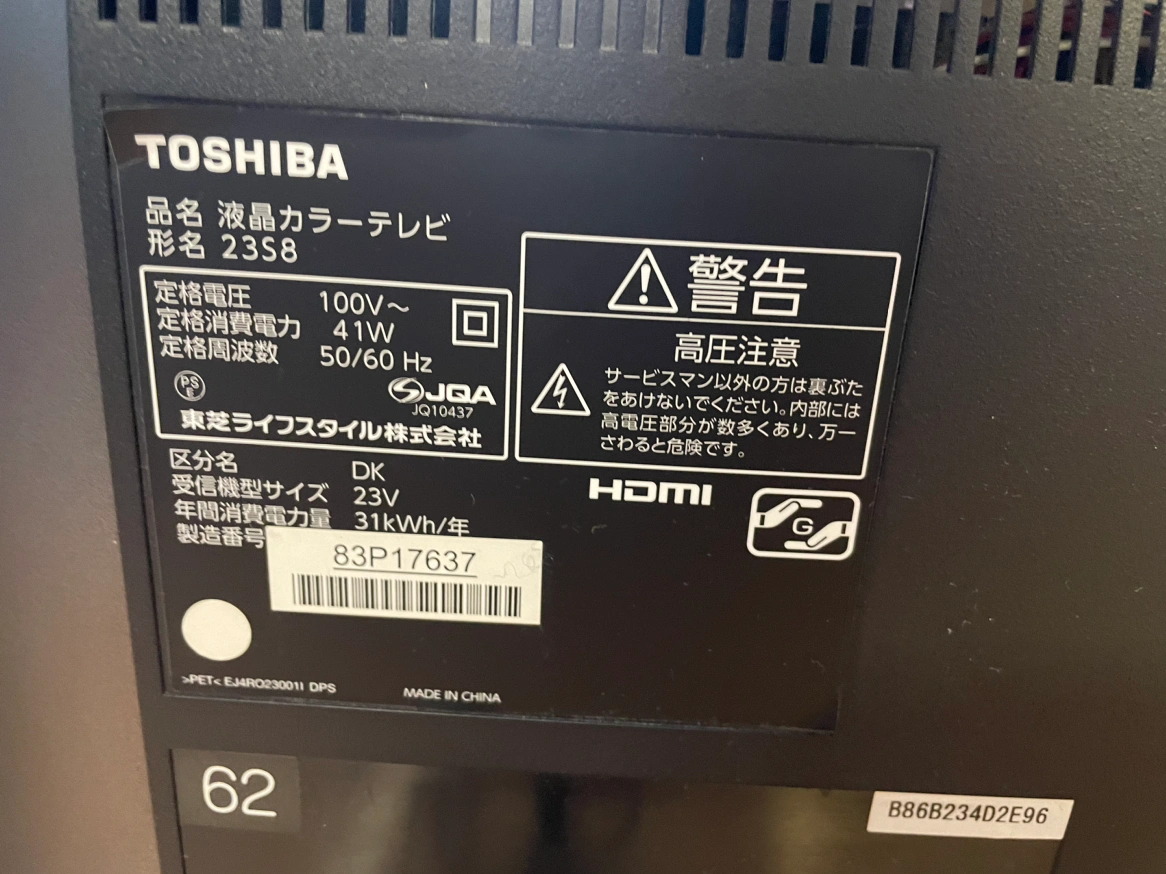 TOSHIBA
品名 液晶カラーテレビ
形名 23S8
定格電圧 100V～
定格消費電力 41W
定格周波数 50/60 Hz
PS
E
JQA
JQ10437
東芝ライフスタイル株式会社
区分名 DK
受信機型サイズ 23V
年間消費電力量 31kWh/年
製造番号
83P17637
警告
高圧注意
サービスマン以外の方は裏ぶた
をあけないでください。内部には
高電圧部分が数多くあり、万一
さわると危険です。
HDMI
G
>PET< EJ4RO23001I DPS
MADE IN CHINA
62
B86B234D2E96